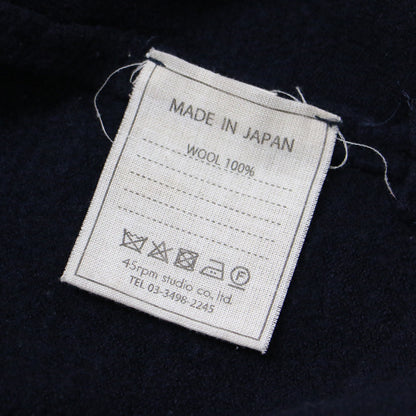 MADE IN JAPAN
WOOL 100%
45rpm studio co., ltd.
TEL 03-3498-2245